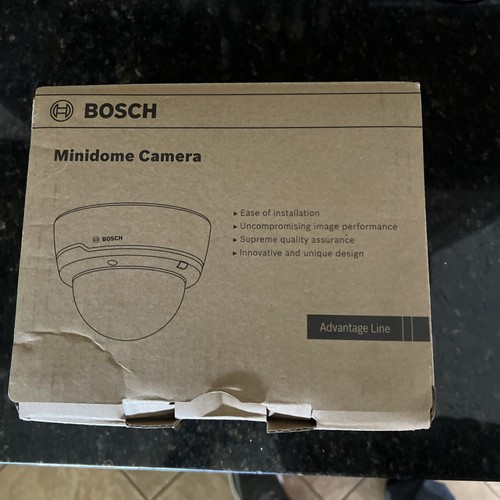 BOSCH
Minidome Camera
BOSCH
▸ Ease of installation
▸ Uncompromising image performance
▸ Supreme quality assurance
▸ Innovative and unique design
Advantage Line